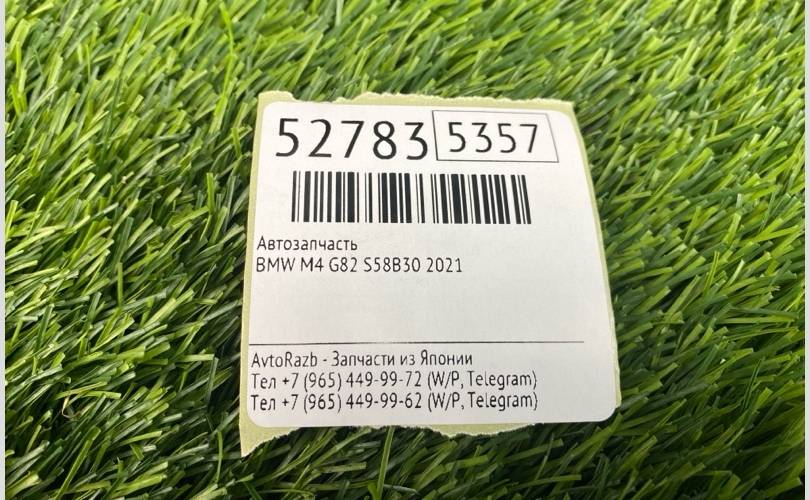 52783 5357
Автозапчасть
BMW M4 G82 S58B30 2021
AvtoRazb - Запчасти из Японии
Тел +7 (965) 449-99-72 (W/P, Telegram)
Тел +7 (965) 449-99-62 (W/P, Telegram)